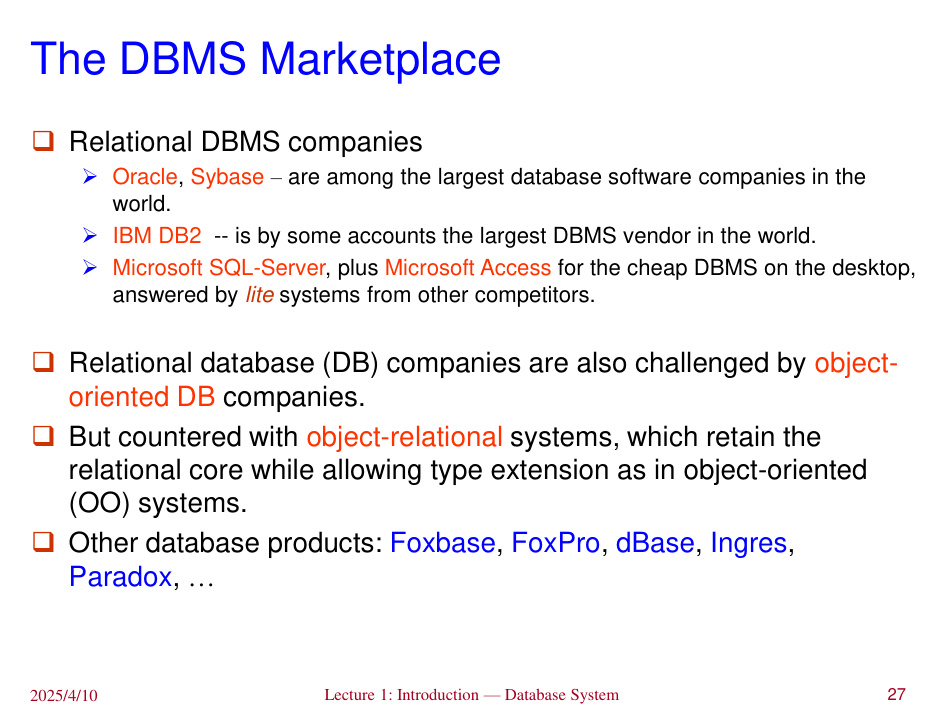 The DBMS Marketplace
❑ Relational DBMS companies
➢ Oracle, Sybase – are among the largest database software companies in the
world.
➢ IBM DB2  -- is by some accounts the largest DBMS vendor in the world.
➢ Microsoft SQL-Server, plus Microsoft Access for the cheap DBMS on the desktop,
answered by lite systems from other competitors.
❑ Relational database (DB) companies are also challenged by object-
oriented DB companies.
❑ But countered with object-relational systems, which retain the
relational core while allowing type extension as in object-oriented
(OO) systems.
❑ Other database products: Foxbase, FoxPro, dBase, Ingres,
Paradox, …
2025/4/10 Lecture 1: Introduction — Database System 27